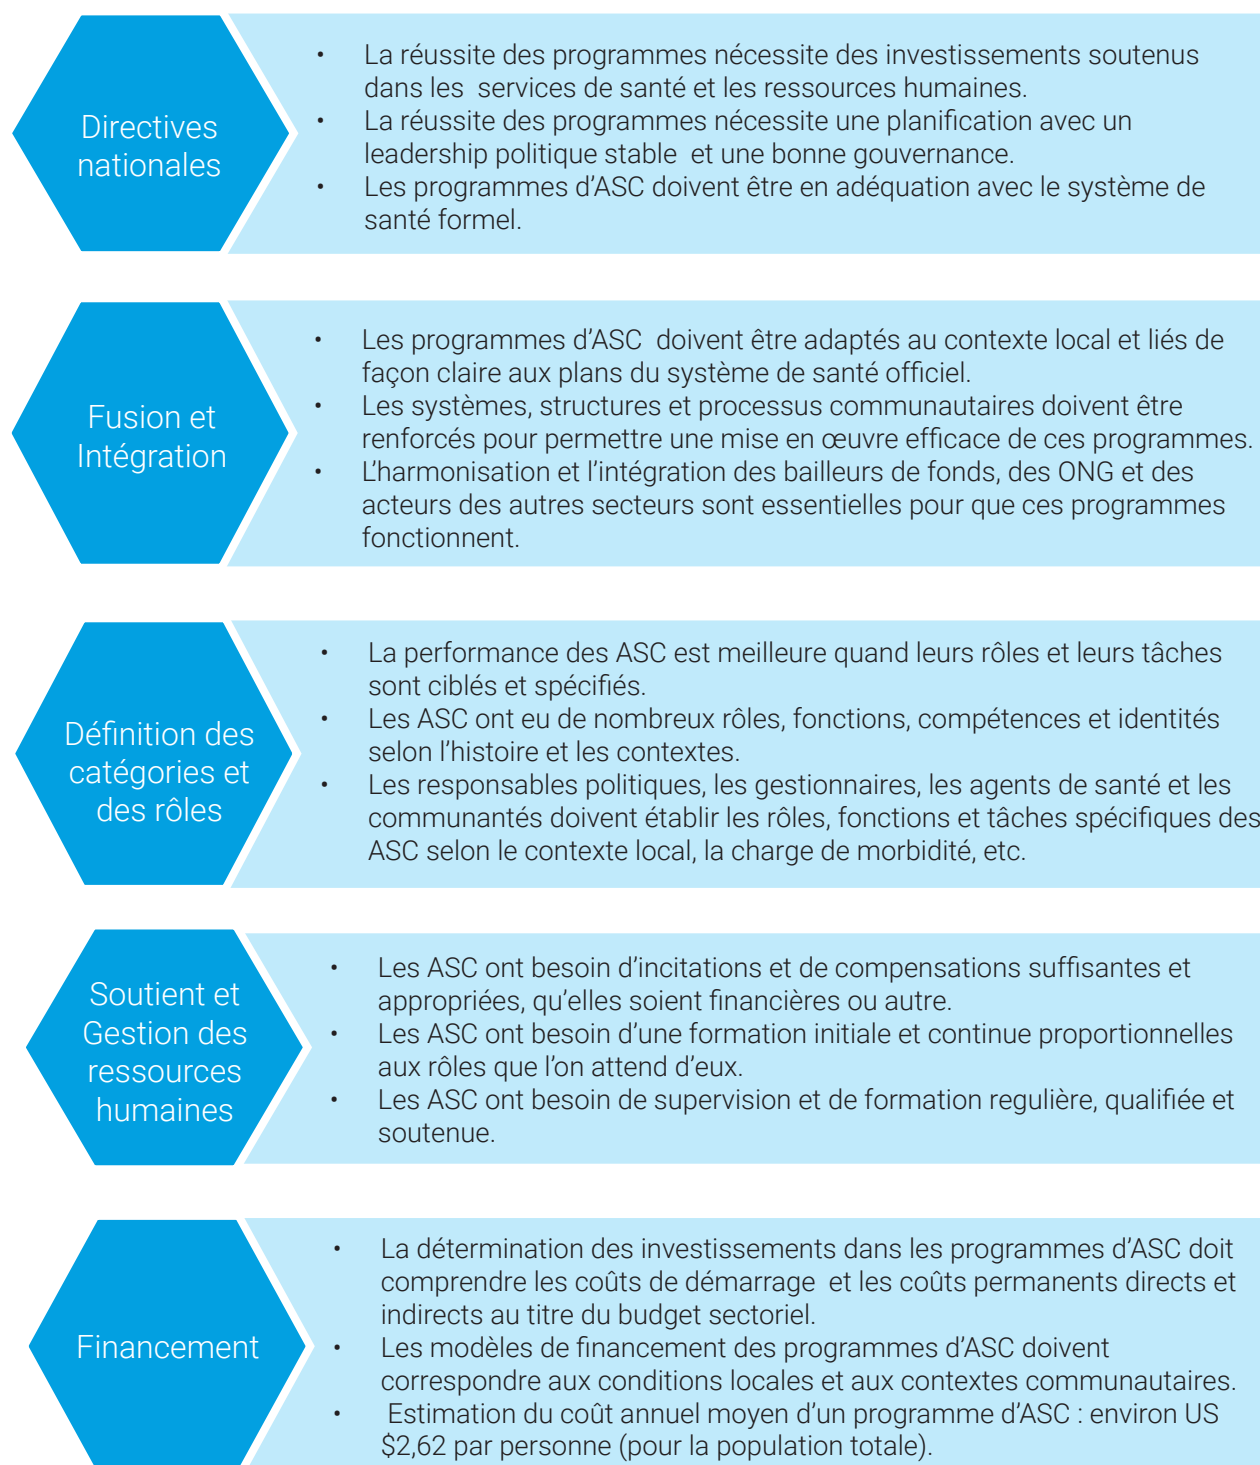 Directives
nationales
• La réussite des programmes nécessite des investissements soutenus
dans les services de santé et les ressources humaines.
• La réussite des programmes nécessite une planification avec un
leadership politique stable et une bonne gouvernance.
• Les programmes d’ASC doivent être en adéquation avec le système de
santé formel.
Fusion et
Intégration
• Les programmes d’ASC doivent être adaptés au contexte local et liés de
façon claire aux plans du système de santé officiel.
• Les systèmes, structures et processus communautaires doivent être
renforcés pour permettre une mise en œuvre efficace de ces programmes.
• L’harmonisation et l’intégration des bailleurs de fonds, des ONG et des
acteurs des autres secteurs sont essentielles pour que ces programmes
fonctionnent.
Définition des
catégories et
des rôles
• La performance des ASC est meilleure quand leurs rôles et leurs tâches
sont ciblés et spécifiés.
• Les ASC ont eu de nombreux rôles, fonctions, compétences et identités
selon l’histoire et les contextes.
• Les responsables politiques, les gestionnaires, les agents de santé et les
communantés doivent établir les rôles, fonctions et tâches spécifiques des
ASC selon le contexte local, la charge de morbidité, etc.
Soutient et
Gestion des
ressources
humaines
• Les ASC ont besoin d’incitations et de compensations suffisantes et
appropriées, qu’elles soient financières ou autre.
• Les ASC ont besoin d’une formation initiale et continue proportionnelles
aux rôles que l’on attend d’eux.
• Les ASC ont besoin de supervision et de formation regulière, qualifiée et
soutenue.
Financement
• La détermination des investissements dans les programmes d’ASC doit
comprendre les coûts de démarrage et les coûts permanents directs et
indirects au titre du budget sectoriel.
• Les modèles de financement des programmes d’ASC doivent
correspondre aux conditions locales et aux contextes communautaires.
• Estimation du coût annuel moyen d’un programme d’ASC : environ US
$2,62 par personne (pour la population totale).